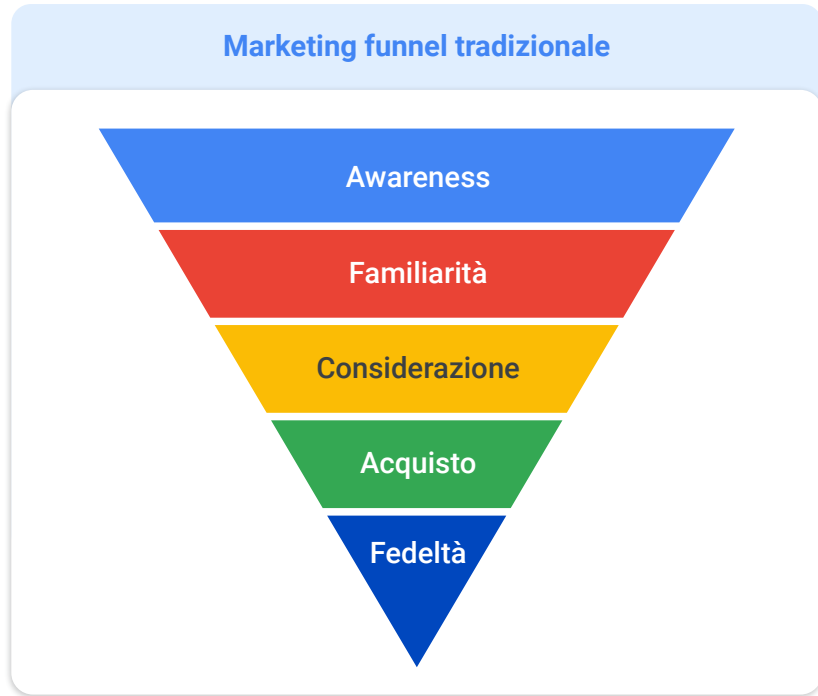 Marketing funnel tradizionale
Awareness
Familiarità
Considerazione
Acquisto
Fedeltà